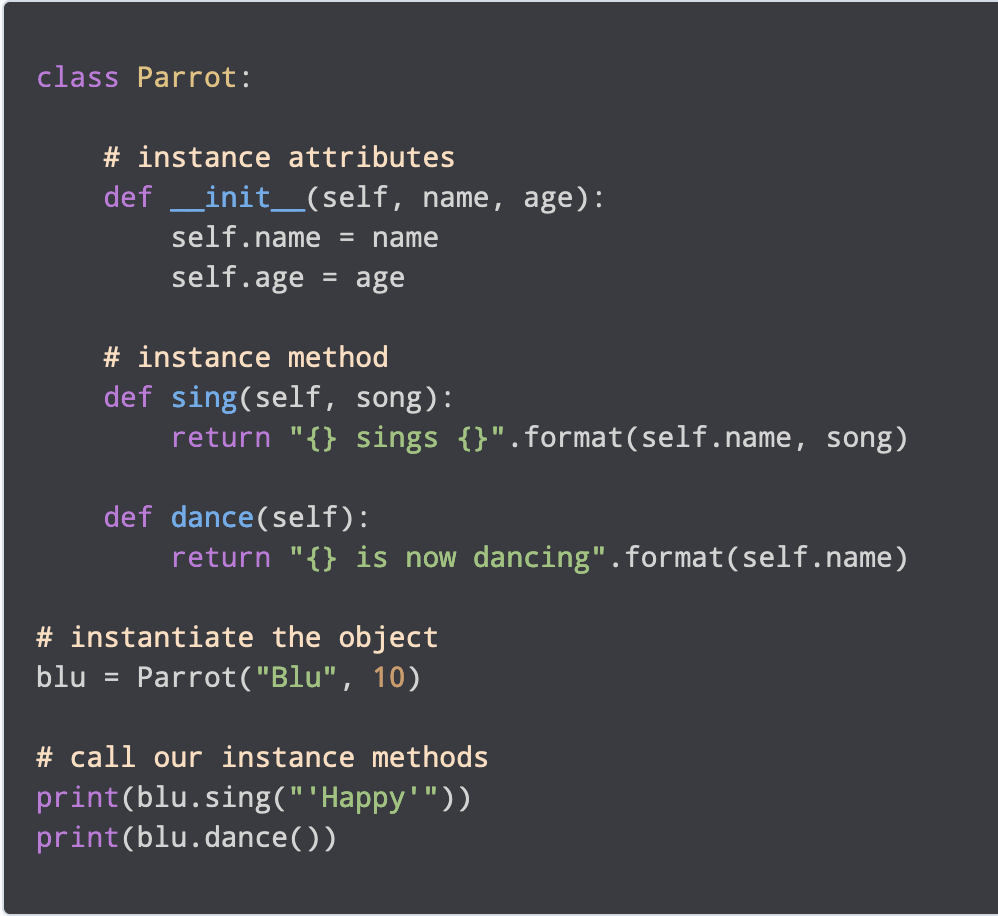 class Parrot:
    # instance attributes
    def __init__(self, name, age):
        self.name = name
        self.age = age
    # instance method
    def sing(self, song):
        return "{} sings {}".format(self.name, song)
    def dance(self):
        return "{} is now dancing".format(self.name)
# instantiate the object
blu = Parrot("Blu", 10)
# call our instance methods
print(blu.sing("'Happy'"))
print(blu.dance())